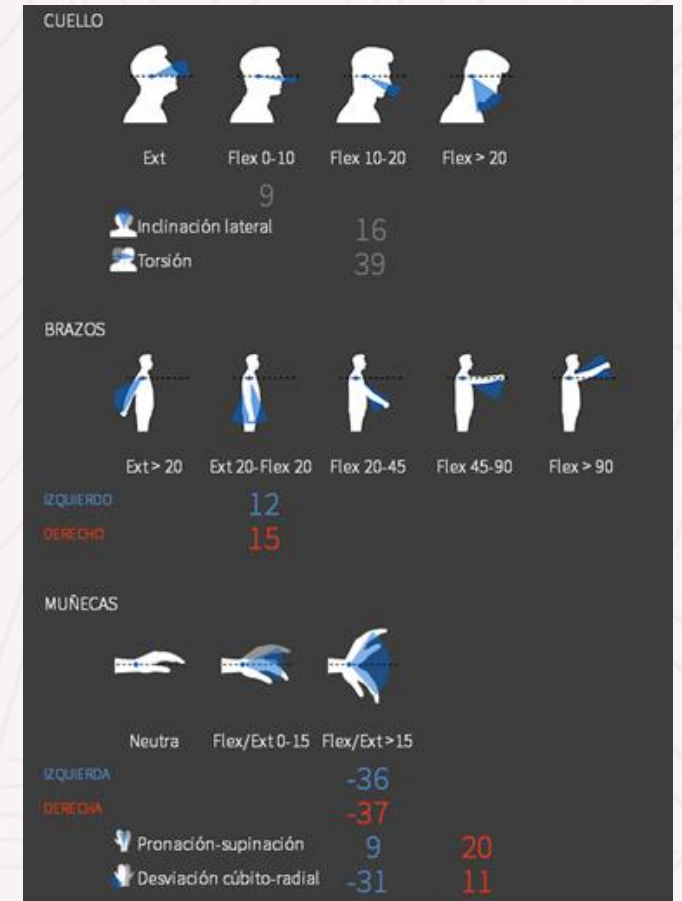 CUELLO
Ext Flex 0-10 Flex 10-20 Flex > 20
9
Inclinación lateral 16
Torsión 39
BRAZOS
Ext > 20 Ext 20-Flex 20 Flex 20-45 Flex 45-90 Flex > 90
IZQUIERDO 12
DERECHO 15
MUÑECAS
Neutra Flex/Ext 0-15 Flex/Ext >15
IZQUIERDA -36
DERECHA -37
Pronación-supinación 9 20
Desviación cúbito-radial -31 11